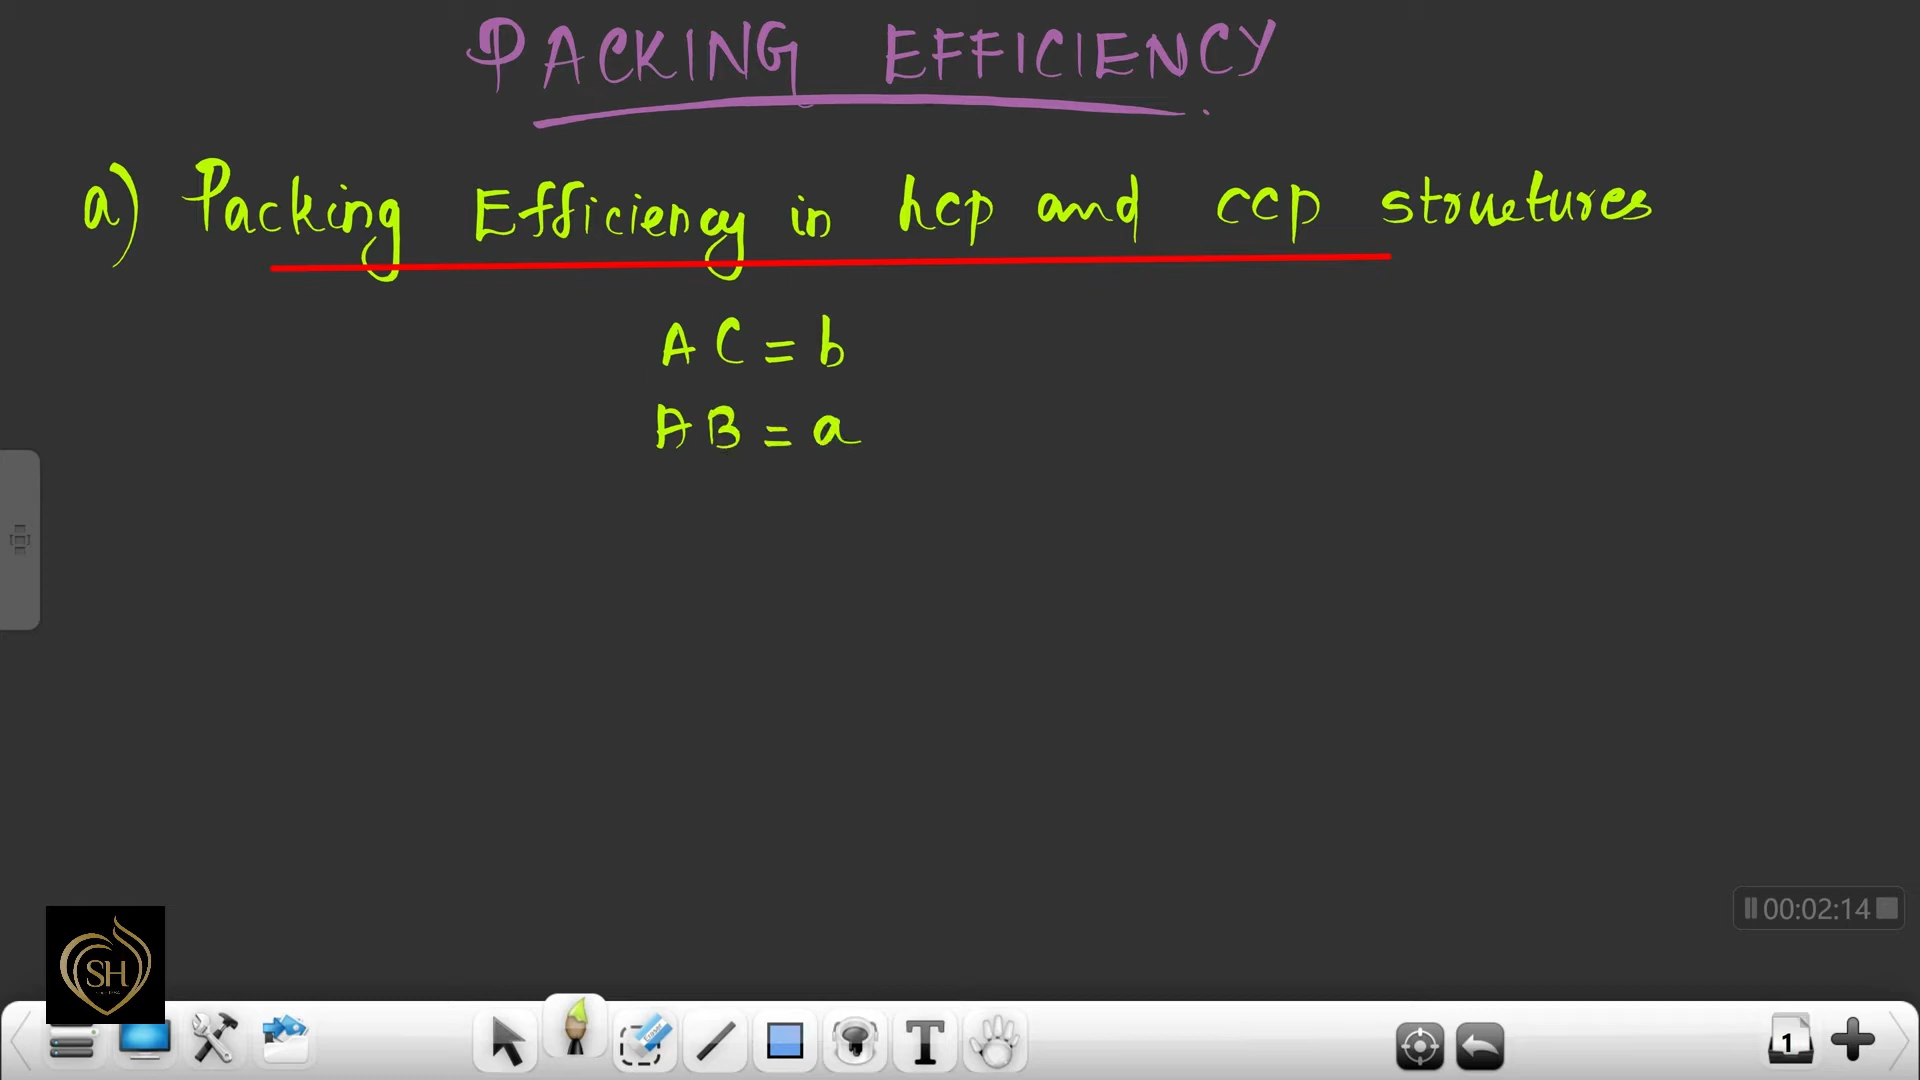 PACKING EFFICIENCY
a) Packing Efficiency in hcp and ccp structures
AC = b
AB = a
00:02:14
SH
T
1